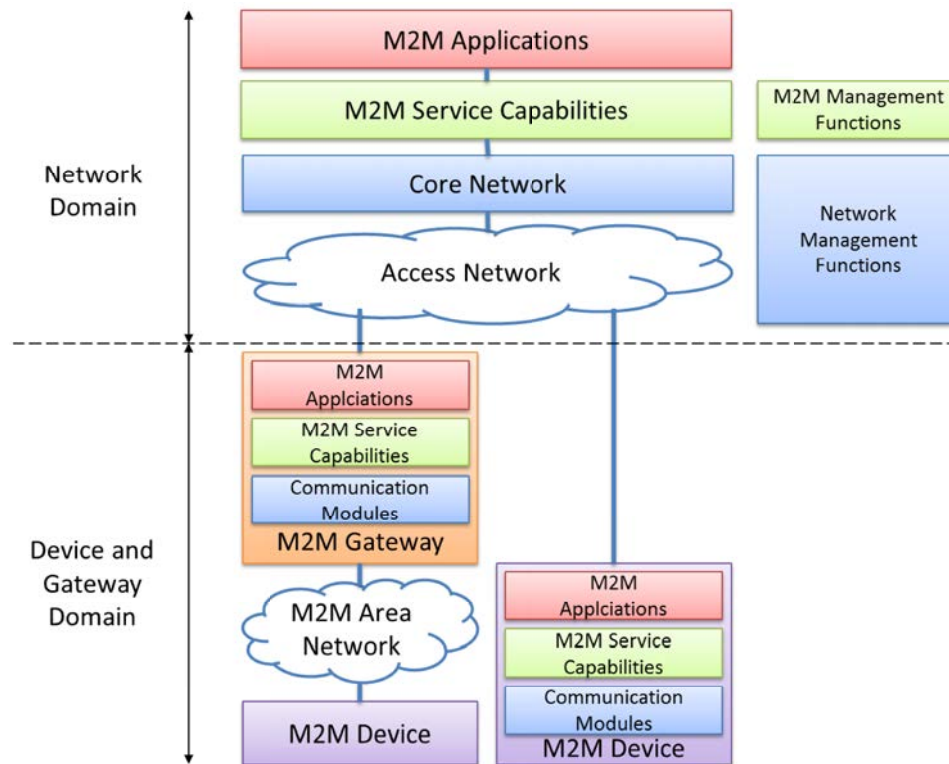 M2M Applications
M2M Service Capabilities
M2M Management
Functions
Core Network
Network
Domain
Network
Management
Functions
Access Network
M2M
Applciations
M2M Service
Capabilities
Communication
Modules
M2M Gateway
Device and
Gateway
Domain
M2M Area
Network
M2M Device
M2M
Applciations
M2M Service
Capabilities
Communication
Modules
M2M Device